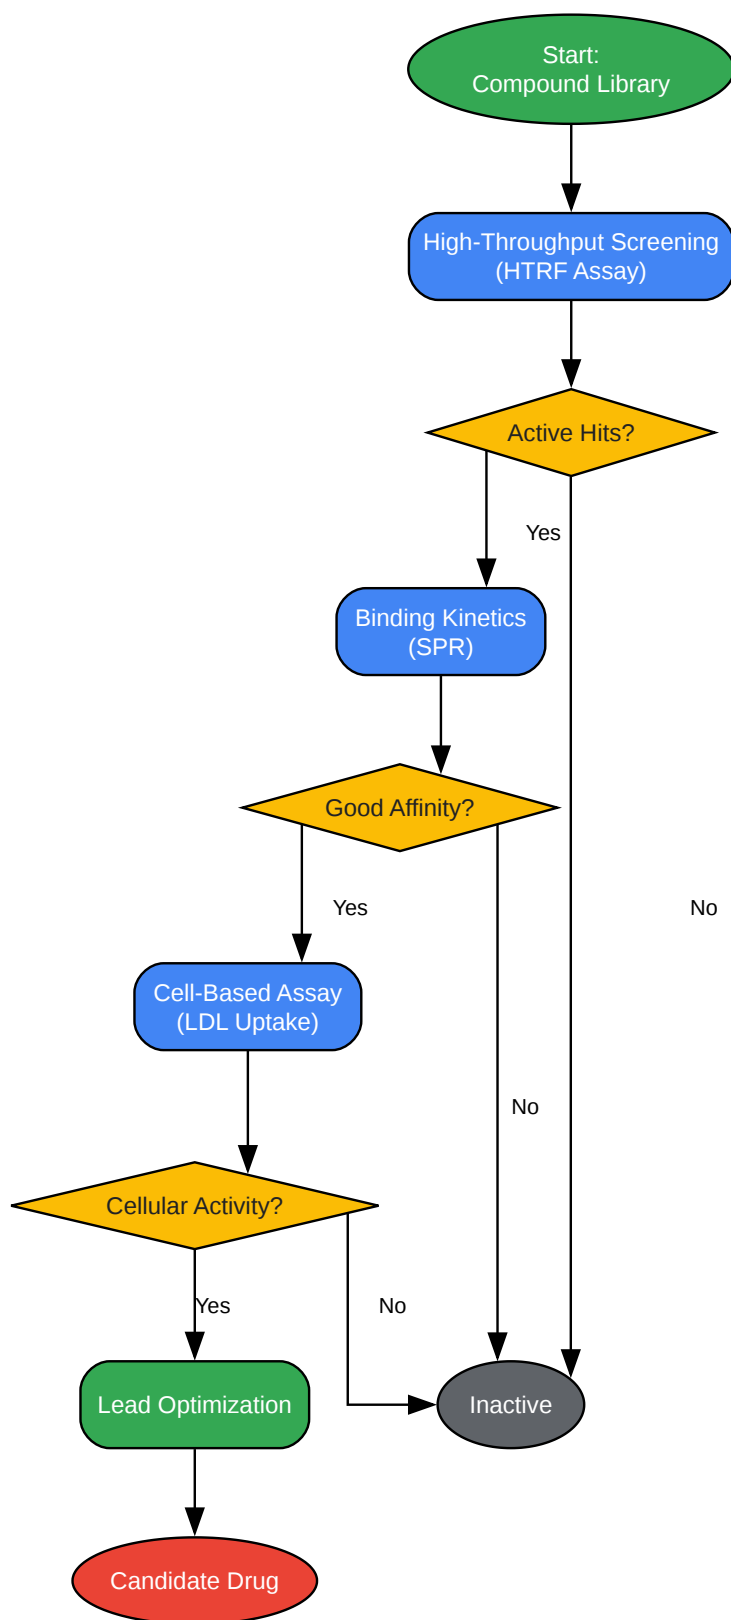 Start:
Compound Library
High-Throughput Screening
(HTRF Assay)
Active Hits?
Yes
Binding Kinetics
(SPR)
Good Affinity?
Yes
No
Cell-Based Assay
(LDL Uptake)
No
Cellular Activity?
Yes
No
Lead Optimization
Inactive
Candidate Drug